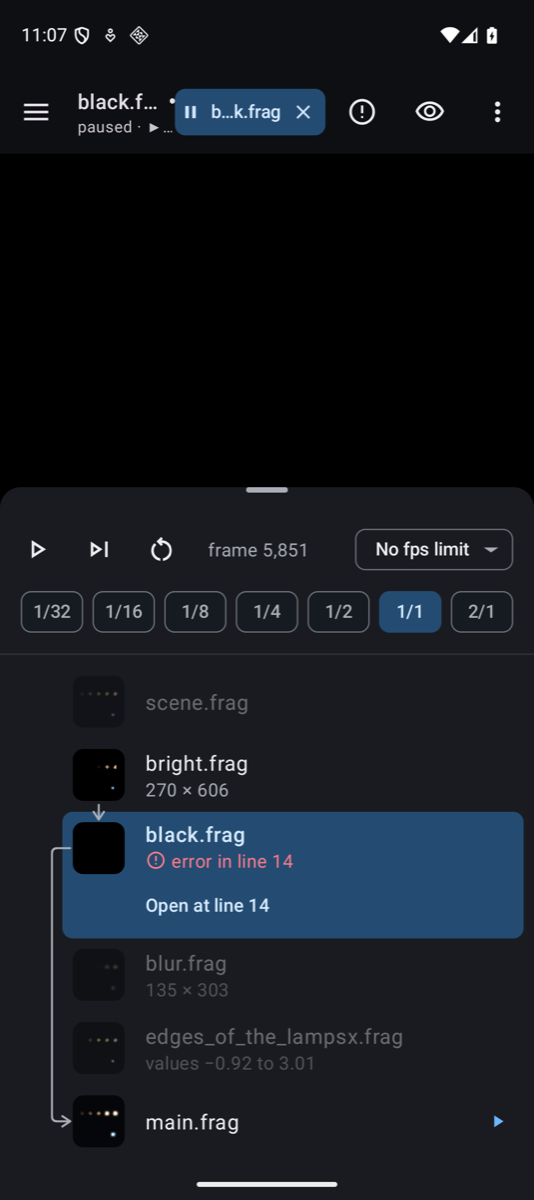 11:07
black.f… •
paused · ▶ …
b…k.frag
frame 5,851
No fps limit
1/32
1/16
1/8
1/4
1/2
1/1
2/1
scene.frag
bright.frag
270 × 606
black.frag
error in line 14
Open at line 14
blur.frag
135 × 303
edges_of_the_lampsx.frag
values −0.92 to 3.01
main.frag